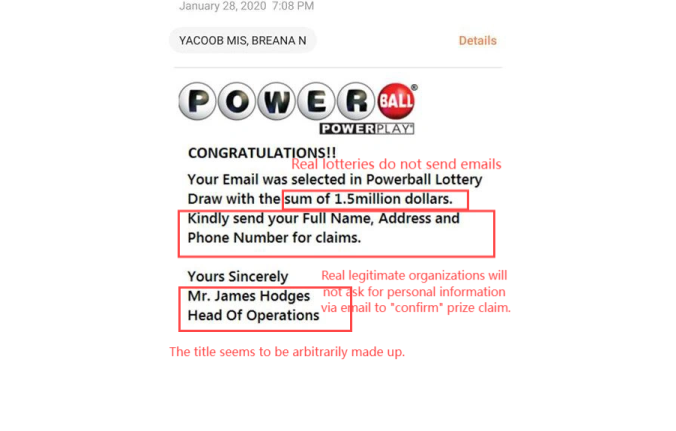 January 28, 2020 7:08 PM
YACOOB MIS, BREANA N
Details
POWER BALL®
POWERPLAY®
CONGRATULATIONS!!
Real lotteries do not send emails
Your Email was selected in Powerball Lottery
Draw with the sum of 1.5million dollars.
Kindly send your Full Name, Address and
Phone Number for claims.
Yours Sincerely
Real legitimate organizations will
Mr. James Hodges
not ask for personal information
Head Of Operations
via email to "confirm" prize claim.
The title seems to be arbitrarily made up.